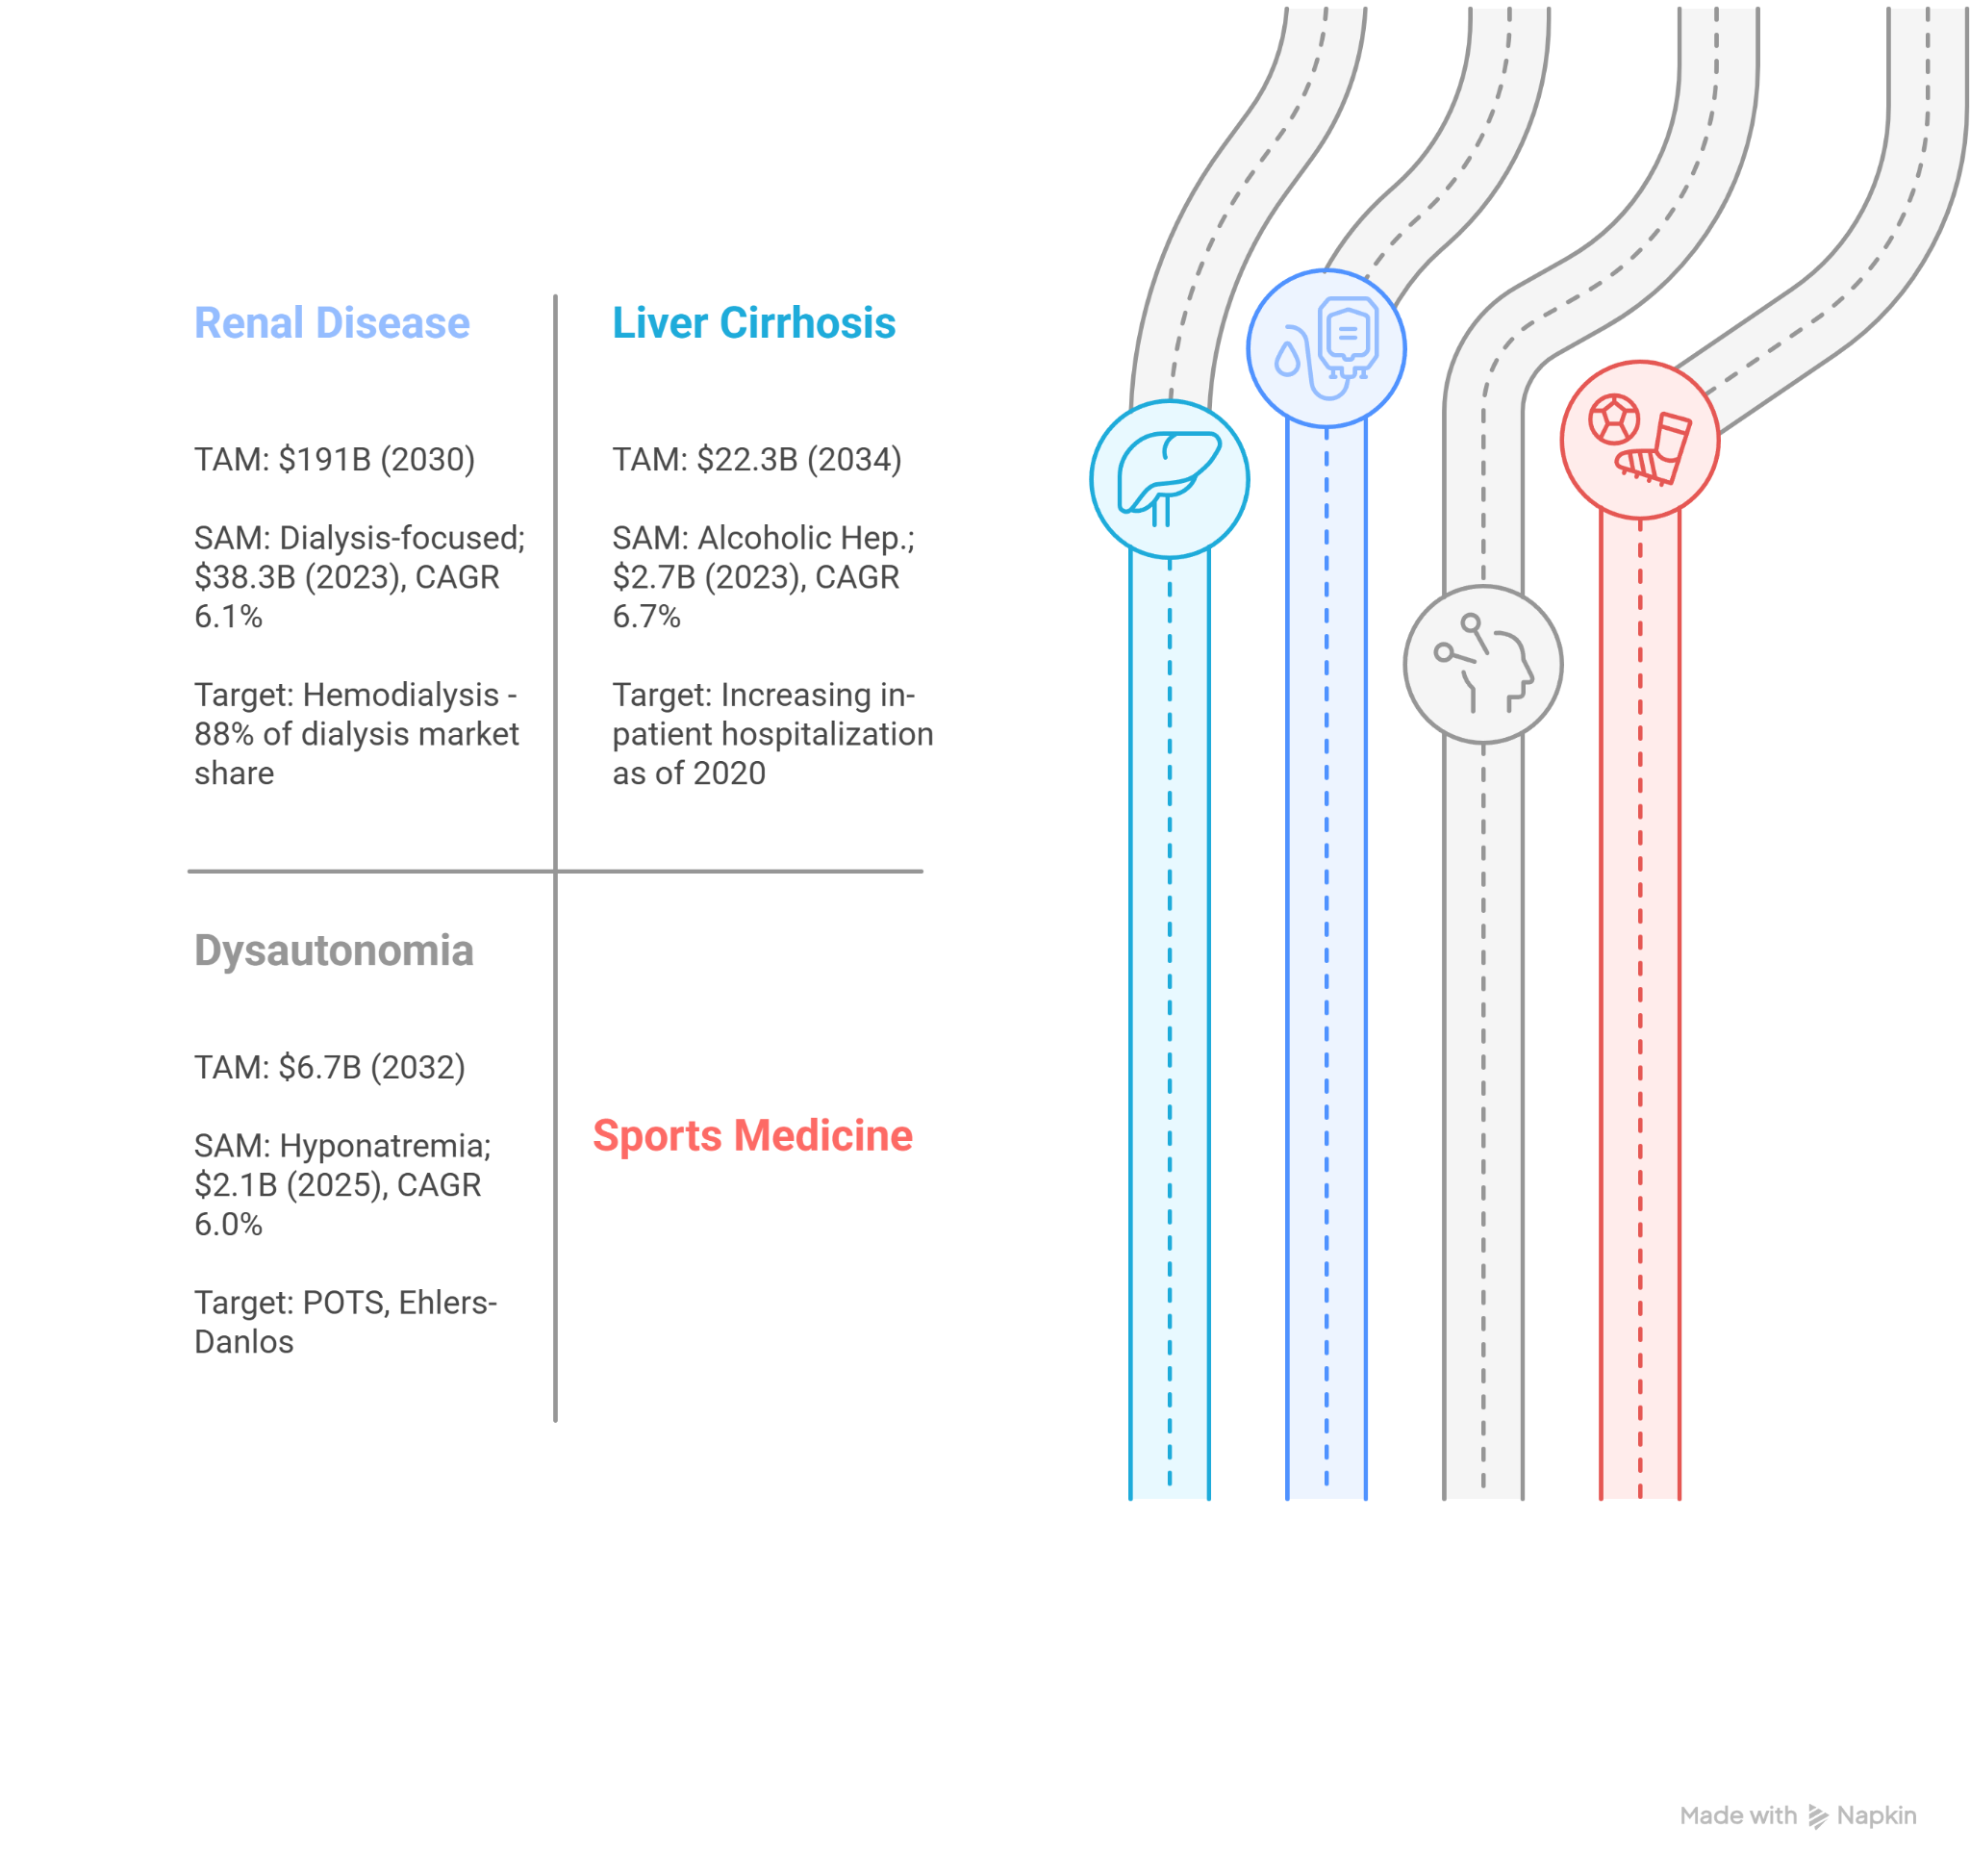 Renal Disease
TAM: $191B (2030)
SAM: Dialysis-focused;
$38.3B (2023), CAGR
6.1%
Target: Hemodialysis -
88% of dialysis market
share
Liver Cirrhosis
TAM: $22.3B (2034)
SAM: Alcoholic Hep.;
$2.7B (2023), CAGR
6.7%
Target: Increasing in-
patient hospitalization
as of 2020
Dysautonomia
TAM: $6.7B (2032)
SAM: Hyponatremia;
$2.1B (2025), CAGR
6.0%
Target: POTS, Ehlers-
Danlos
Sports Medicine
Made with Napkin